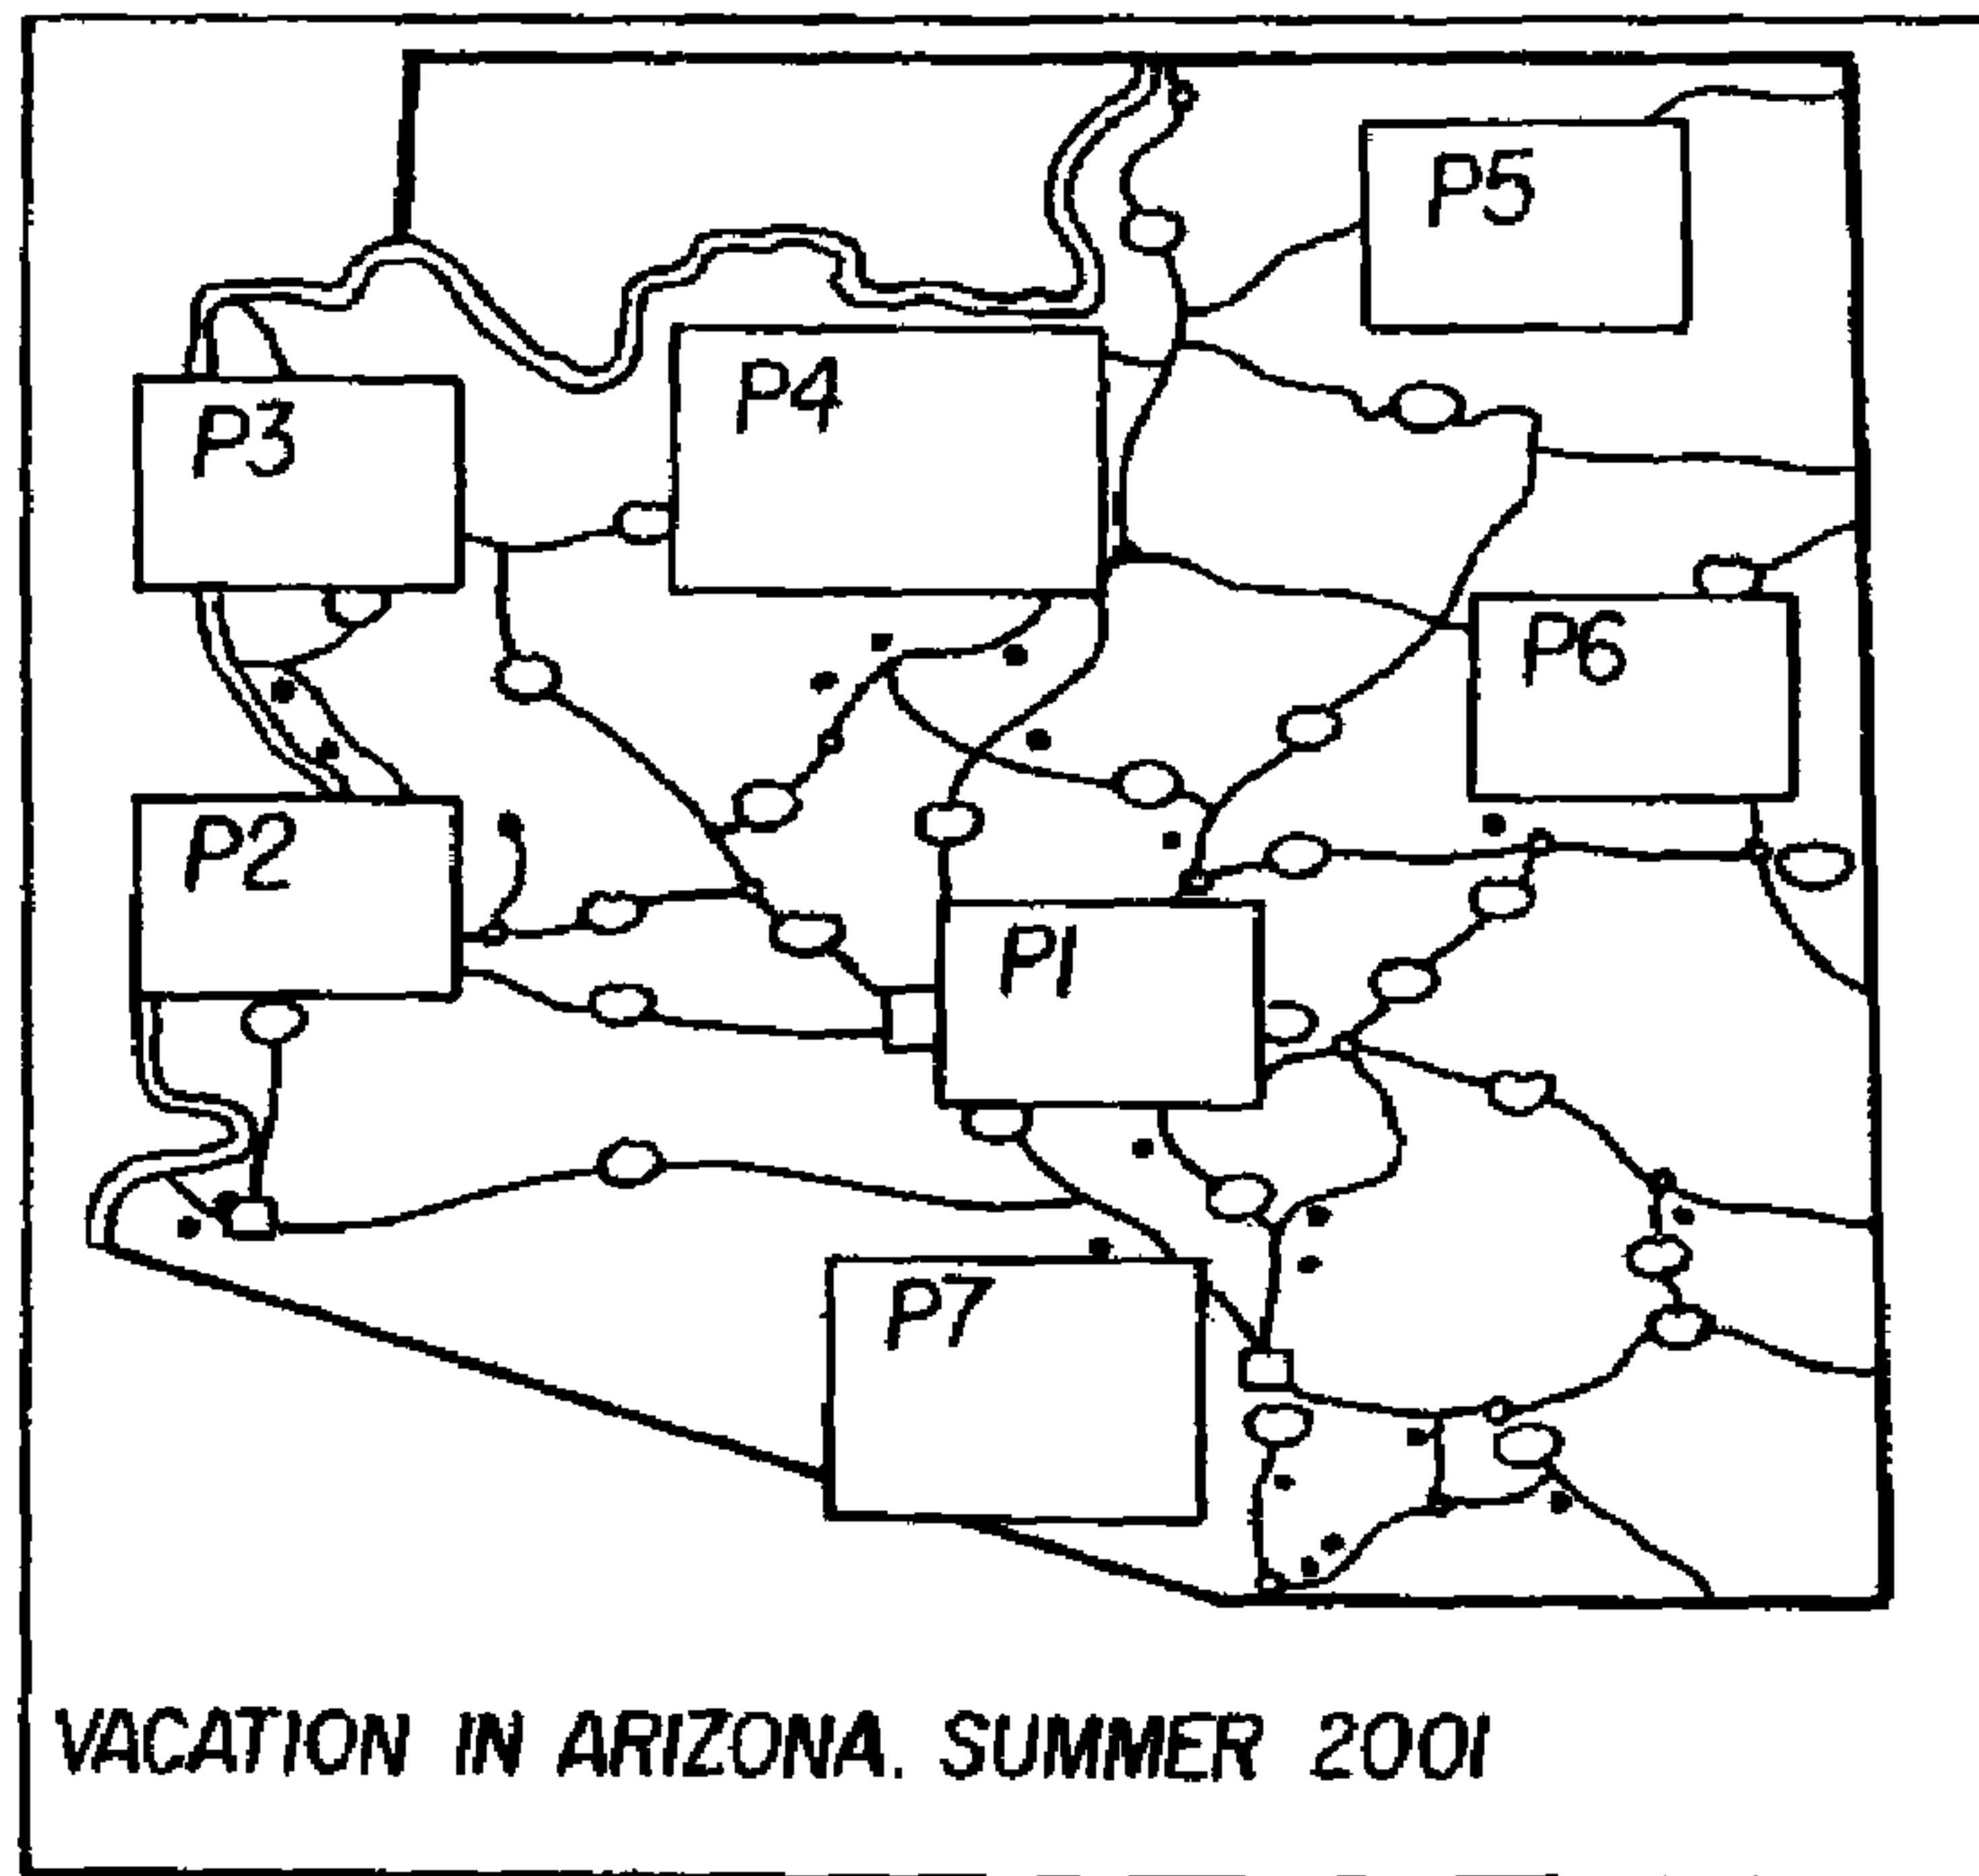 P5
P4
P3
P6
P2
P1
P7
VACATION IN ARIZONA. SUMMER 2001